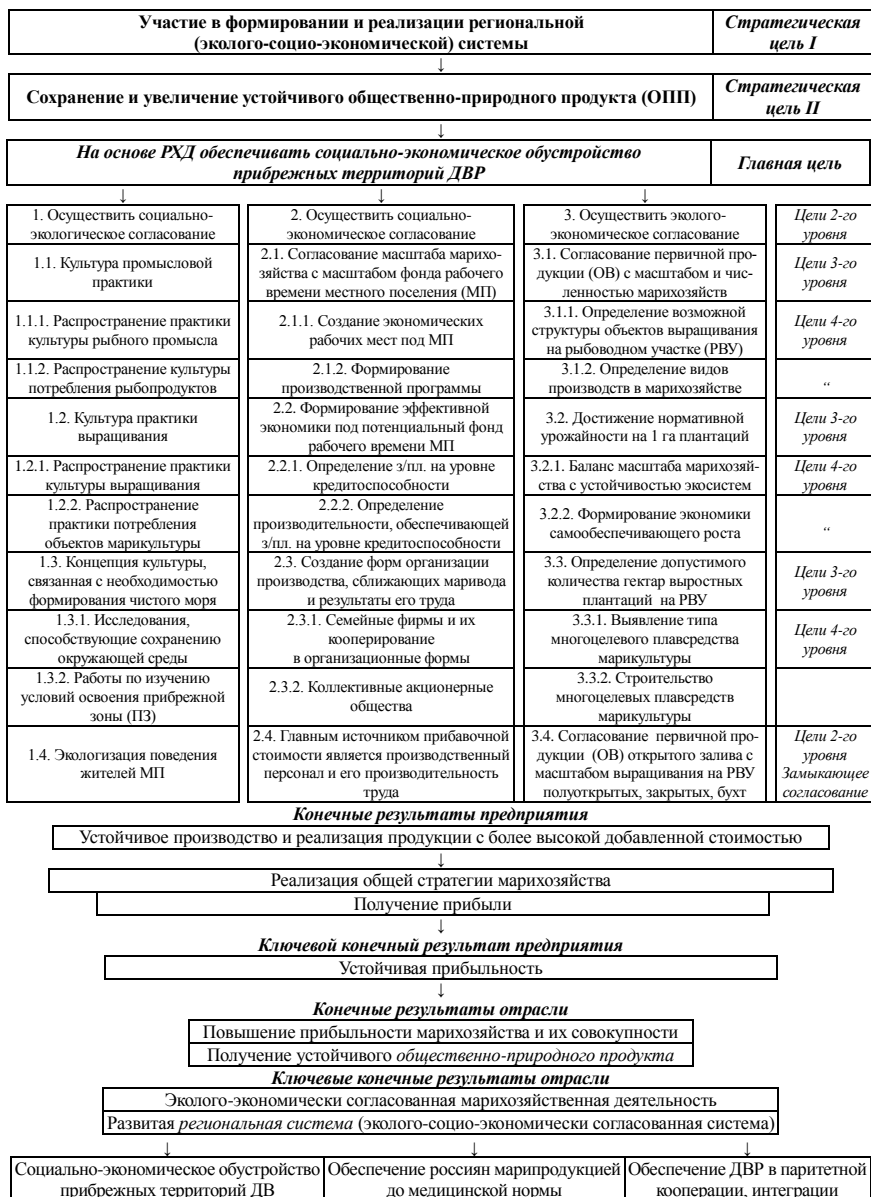 Участие в формировании и реализации региональной
(эколого-социо-экономической) системы
Стратегическая
цель I
↓
Сохранение и увеличение устойчивого общественно-природного продукта (ОПП)
Стратегическая
цель II
↓
На основе РХД обеспечивать социально-экономическое обустройство
прибрежных территорий ДВР
Главная цель
↓ ↓ ↓
1. Осуществить социально-
экологическое согласование
2. Осуществить социально-
экономическое согласование
3. Осуществить эколого-
экономическое согласование
Цели 2-го
уровня
1.1. Культура промысловой
практики
2.1. Согласование масштаба марихо-
зяйства с масштабом фонда рабочего
времени местного поселения (МП)
3.1. Согласование первичной про-
дукции (ОВ) с масштабом и чис-
ленностью марихозяйств
Цели 3-го
уровня
1.1.1. Распространение практики
культуры рыбного промысла
2.1.1. Создание экономических
рабочих мест под МП
3.1.1. Определение возможной
структуры объектов выращивания
на рыбоводном участке (РВУ)
Цели 4-го
уровня
1.1.2. Распространение культуры
потребления рыбопродуктов
2.1.2. Формирование
производственной программы
3.1.2. Определение видов
производств в марихозяйстве
“
1.2. Культура практики
выращивания
2.2. Формирование эффективной
экономики под потенциальный фонд
рабочего времени МП
3.2. Достижение нормативной
урожайности на 1 га плантаций
Цели 3-го
уровня
1.2.1. Распространение практики
культуры выращивания
2.2.1. Определение з/пл. на уровне
кредитоспособности
3.2.1. Баланс масштаба марихозяй-
ства с устойчивостью экосистем
Цели 4-го
уровня
1.2.2. Распространение
практики потребления
объектов марикультуры
2.2.2. Определение
производительности, обеспечивающей
з/пл. на уровне кредитоспособности
3.2.2. Формирование экономики
самообеспечивающего роста
“
1.3. Концепция культуры,
связанная с необходимостью
формирования чистого моря
2.3. Создание форм организации
производства, сближающих маривода
и результаты его труда
3.3. Определение допустимого
количества гектар выростных
плантаций на РВУ
Цели 3-го
уровня
1.3.1. Исследования,
способствующие сохранению
окружающей среды
2.3.1. Семейные фирмы и их
кооперирование
в организационные формы
3.3.1. Выявление типа
многоцелевого плавсредства
марикультуры
Цели 4-го
уровня
1.3.2. Работы по изучению
условий освоения прибрежной
зоны (ПЗ)
2.3.2. Коллективные акционерные
общества
3.3.2. Строительство
многоцелевых плавсредств
марикультуры
1.4. Экологизация поведения
жителей МП
2.4. Главным источником прибавочной
стоимости является производственный
персонал и его производительность
труда
3.4. Согласование первичной про-
дукции (ОВ) открытого залива с
масштабом выращивания на РВУ
полуоткрытых, закрытых, бухт
Цели 2-го
уровня
Замыкающее
согласование
Конечные результаты предприятия
Устойчивое производство и реализация продукции с более высокой добавленной стоимостью
↓
Реализация общей стратегии марихозяйства
Получение прибыли
↓
Ключевой конечный результат предприятия
Устойчивая прибыльность
↓
Конечные результаты отрасли
Повышение прибыльности марихозяйства и их совокупности
Получение устойчивого общественно-природного продукта
Ключевые конечные результаты отрасли
Эколого-экономически согласованная марихозяйственная деятельность
Развитая региональная система (эколого-социо-экономически согласованная система)
↓ ↓ ↓
Социально-экономическое обустройство
прибрежных территорий ДВ
Обеспечение россиян марипродукцией
до медицинской нормы
Обеспечение ДВР в паритетной
кооперации, интеграции